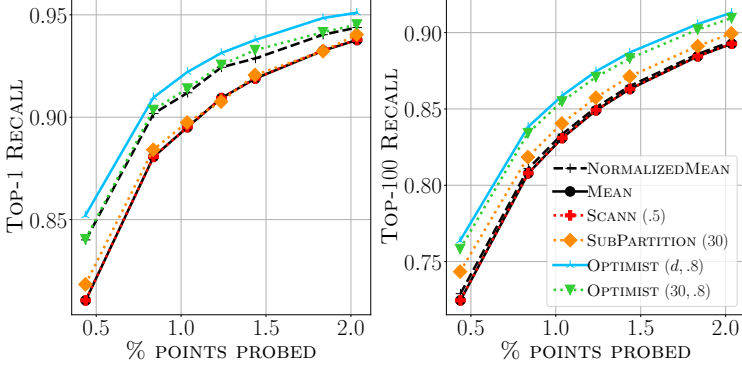 0.95
0.90
0.85
TOP-1 RECALL
0.5
1.0
1.5
2.0
% POINTS PROBED
0.90
0.85
0.80
0.75
TOP-100 RECALL
NORMALIZEDMEAN
MEAN
SCANN (.5)
SUBPARTITION (30)
OPTIMIST (d, .8)
OPTIMIST (30, .8)
0.5
1.0
1.5
2.0
% POINTS PROBED